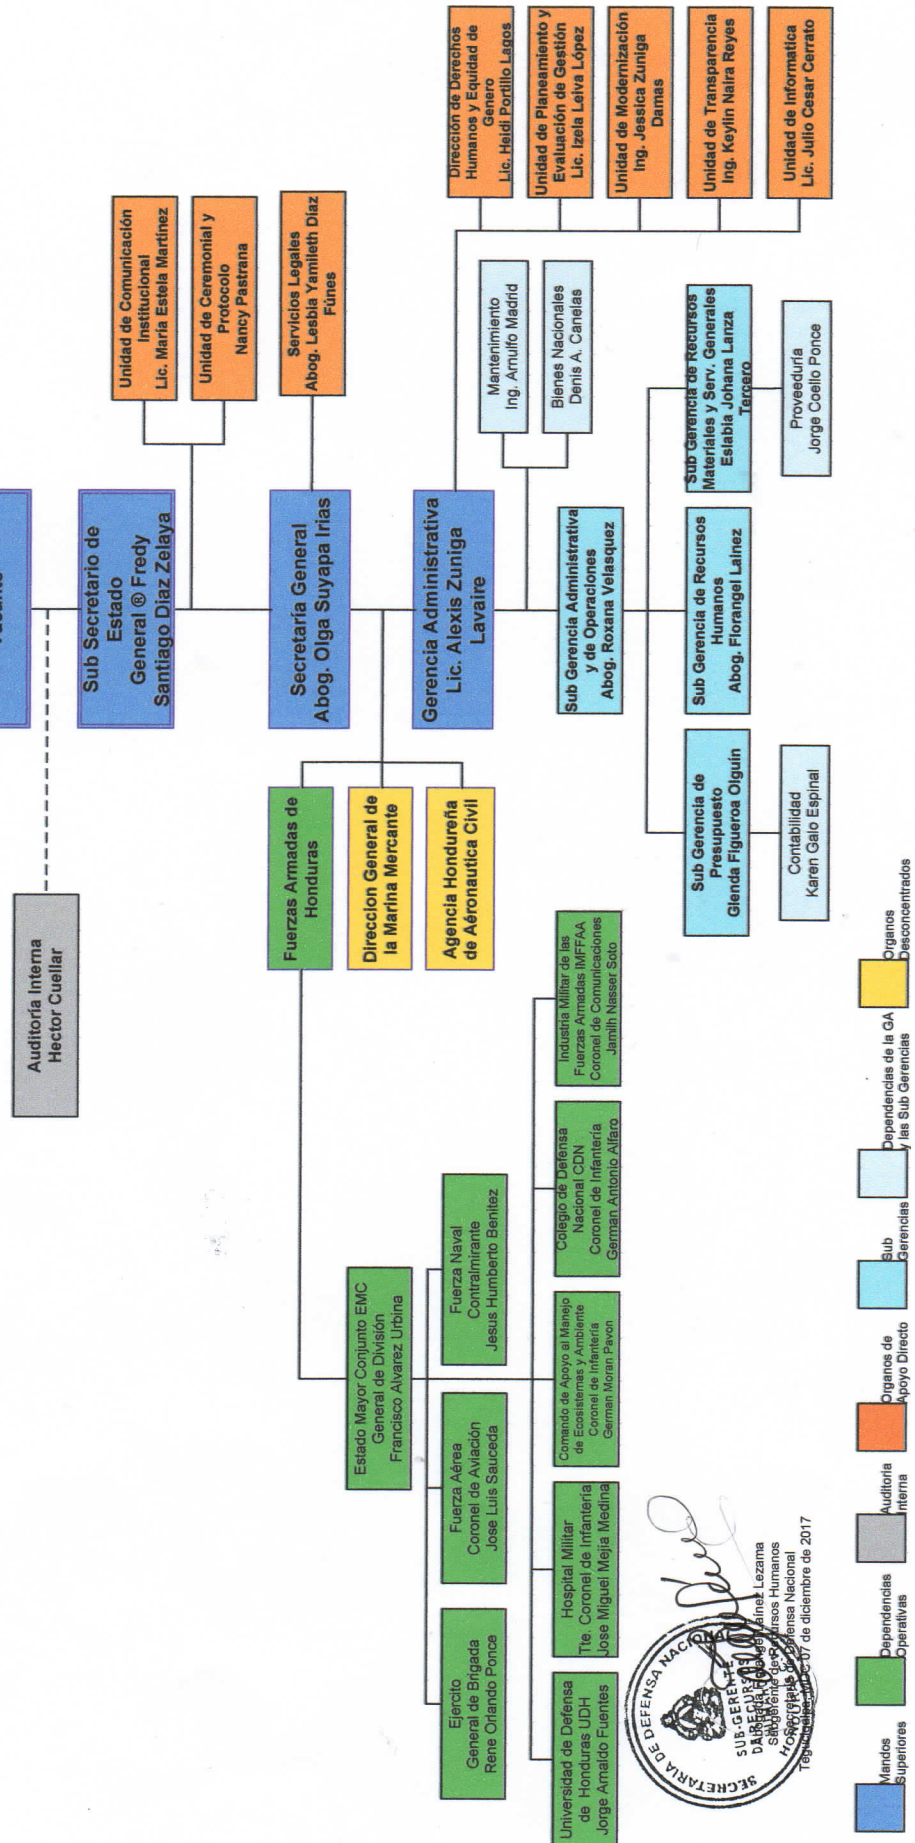 Auditoría Interna
Hector Cuellar
Sub Secretario de
Estado
General ® Fredy
Santiago Diaz Zelaya
Unidad de Comunicación
Institucional
Lic. María Estela Martínez
Unidad de Ceremonial y
Protocolo
Nancy Pastrana
Secretaría General
Abog. Olga Suyapa Irias
Servicios Legales
Abog. Lesbia Yamileth Diaz
Fúnes
Fuerzas Armadas de
Honduras
Direccion General de
la Marina Mercante
Agencia Hondureña
de Aéronautica Civil
Gerencia Administrativa
Lic. Alexis Zuniga
Lavaire
Dirección de Derechos
Humanos y Equidad de
Genero
Lic. Heidi Portillo Lagos
Unidad de Planeamiento y
Evaluación de Gestión
Lic. Izela Leiva López
Unidad de Modernización
Ing. Jessica Zuniga
Damas
Unidad de Transparencia
Ing. Keylin Naira Reyes
Unidad de Informatica
Lic. Julio Cesar Cerrato
Mantenimiento
Ing. Arnulfo Madrid
Bienes Nacionales
Denis A. Canelas
Sub Gerencia Administrativa
y de Operaciones
Abog. Roxana Velasquez
Sub Gerencia de
Presupuesto
Glenda Figueroa Olguín
Sub Gerencia de Recursos
Humanos
Abog. Florangel Lainez
Sub Gerencia de Recursos
Materiales y Serv. Generales
Eslabia Johana Lanza
Tercero
Contabilidad
Karen Galo Espinal
Proveeduría
Jorge Coello Ponce
Estado Mayor Conjunto EMC
General de División
Francisco Alvarez Urbina
Ejercito
General de Brigada
Rene Orlando Ponce
Fuerza Aérea
Coronel de Aviación
Jose Luis Sauceda
Fuerza Naval
Contralmirante
Jesus Humberto Benitez
Universidad de Defensa
de Honduras UDH
Jorge Arnaldo Fuentes
Hospital Militar
Tte. Coronel de Infantería
Jose Miguel Mejia Medina
Comando de Apoyo al Manejo
de Ecosistemas y Ambiente
Coronel de Infantería
German Moran Pavon
Colegio de Defensa
Nacional CDN
Coronel de Infantería
German Antonio Alfaro
Industria Militar de las
Fuerzas Armadas IMFFAA
Coronel de Comunicaciones
Jamilh Nasser Soto
SECRETARIA DE DEFENSA NACIONAL
SUB-GERENTE
DE RECURSOS
HUMANOS
HONDURAS
Lainez Lezama
Subgerente de Recursos Humanos
Secretaría de Defensa Nacional
07 de diciembre de 2017
Mandos
Superiores
Dependencias
Operativas
Auditoria
Interna
Organos de
Apoyo Directo
Sub
Gerencias
Dependencias de la GA
y las Sub Gerencias
Organos
Desconcentrados